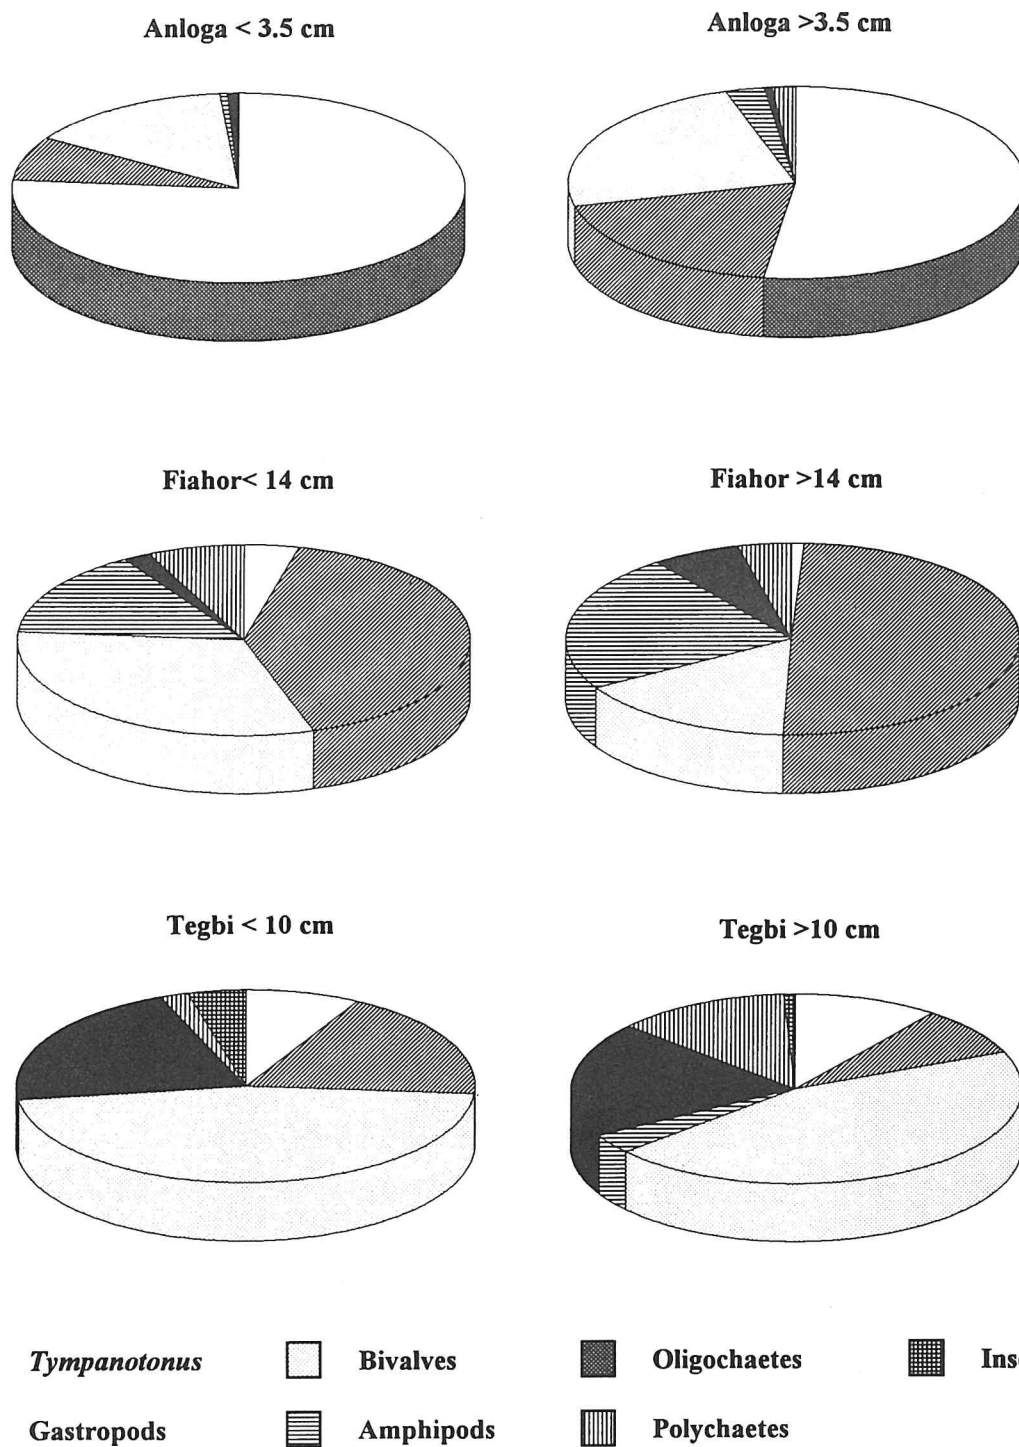 Anloga < 3.5 cm
Anloga >3.5 cm
Fiahor< 14 cm
Fiahor >14 cm
Tegbi < 10 cm
Tegbi >10 cm
Tympanotonus Bivalves Oligochaetes
Gastropods Amphipods Polychaetes